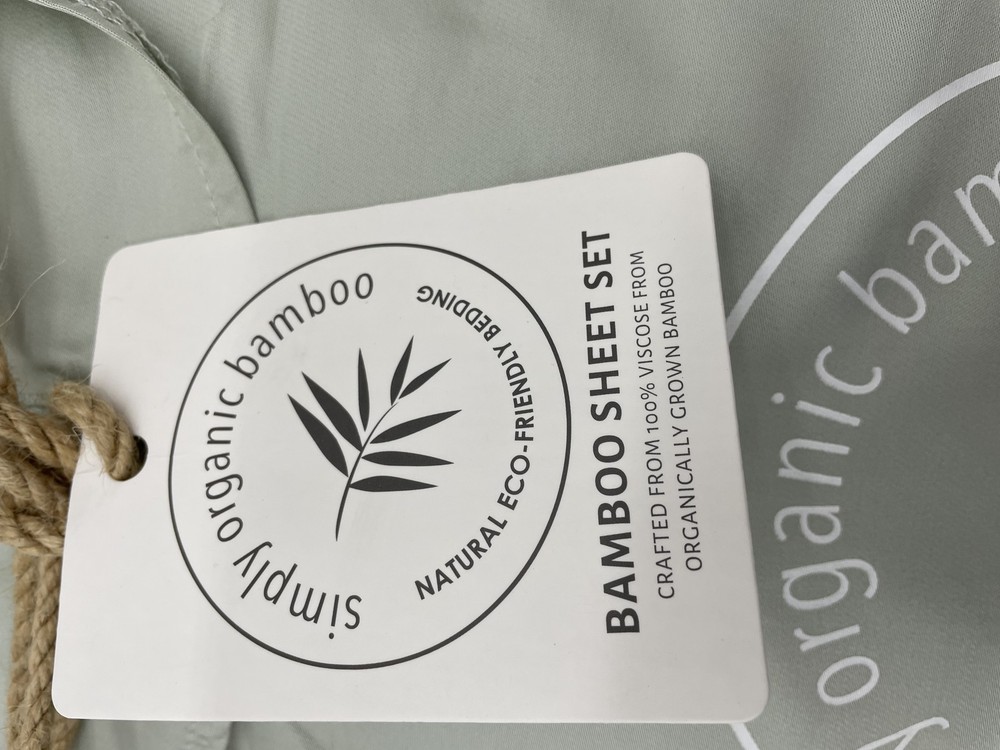 simply organic bamboo
NATURAL ECO-FRIENDLY BEDDING
BAMBOO SHEET SET
CRAFTED FROM 100% VISCOSE FROM
ORGANICALLY GROWN BAMBOO
organic